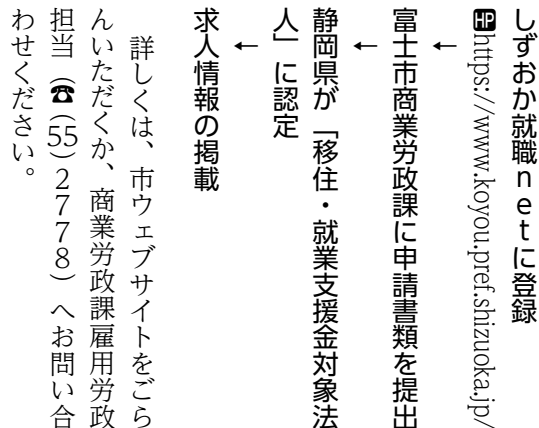 しずおか就職netに登録
HP https://www.koyou.pref.shizuoka.jp/
↓
富士市商業労政課に申請書類を提出
↓
静岡県が「移住・就業支援金対象法
人」に認定
↓
求人情報の掲載
詳しくは、市ウェブサイトをごら
んいただくか、商業労政課雇用労政
担当（☎(55)2778）へお問い合
わせください。